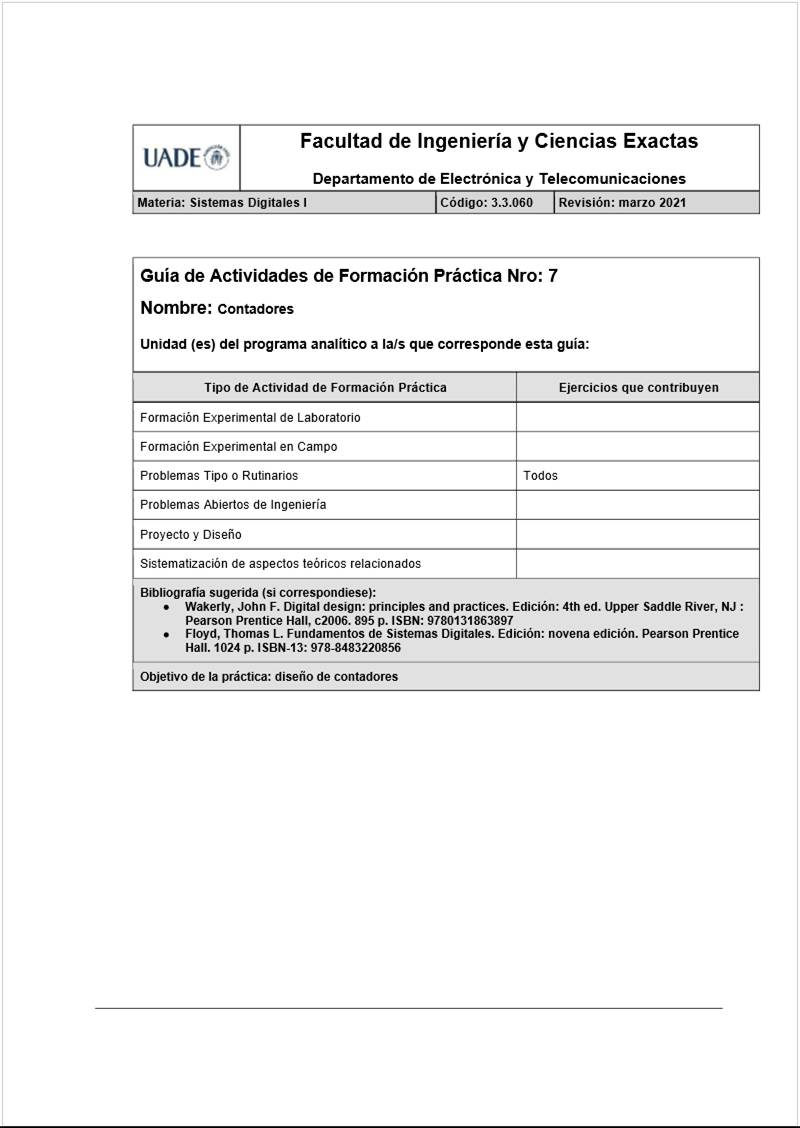 UADE
Facultad de Ingeniería y Ciencias Exactas
Departamento de Electrónica y Telecomunicaciones
Materia: Sistemas Digitales I Código: 3.3.060 Revisión: marzo 2021
Guía de Actividades de Formación Práctica Nro: 7
Nombre: Contadores
Unidad (es) del programa analítico a la/s que corresponde esta guía:
Tipo de Actividad de Formación Práctica Ejercicios que contribuyen
Formación Experimental de Laboratorio
Formación Experimental en Campo
Problemas Tipo o Rutinarios Todos
Problemas Abiertos de Ingeniería
Proyecto y Diseño
Sistematización de aspectos teóricos relacionados
Bibliografía sugerida (si correspondiese):
● Wakerly, John F. Digital design: principles and practices. Edición: 4th ed. Upper Saddle River, NJ :
Pearson Prentice Hall, c2006. 895 p. ISBN: 9780131863897
● Floyd, Thomas L. Fundamentos de Sistemas Digitales. Edición: novena edición. Pearson Prentice
Hall. 1024 p. ISBN-13: 978-8483220856
Objetivo de la práctica: diseño de contadores